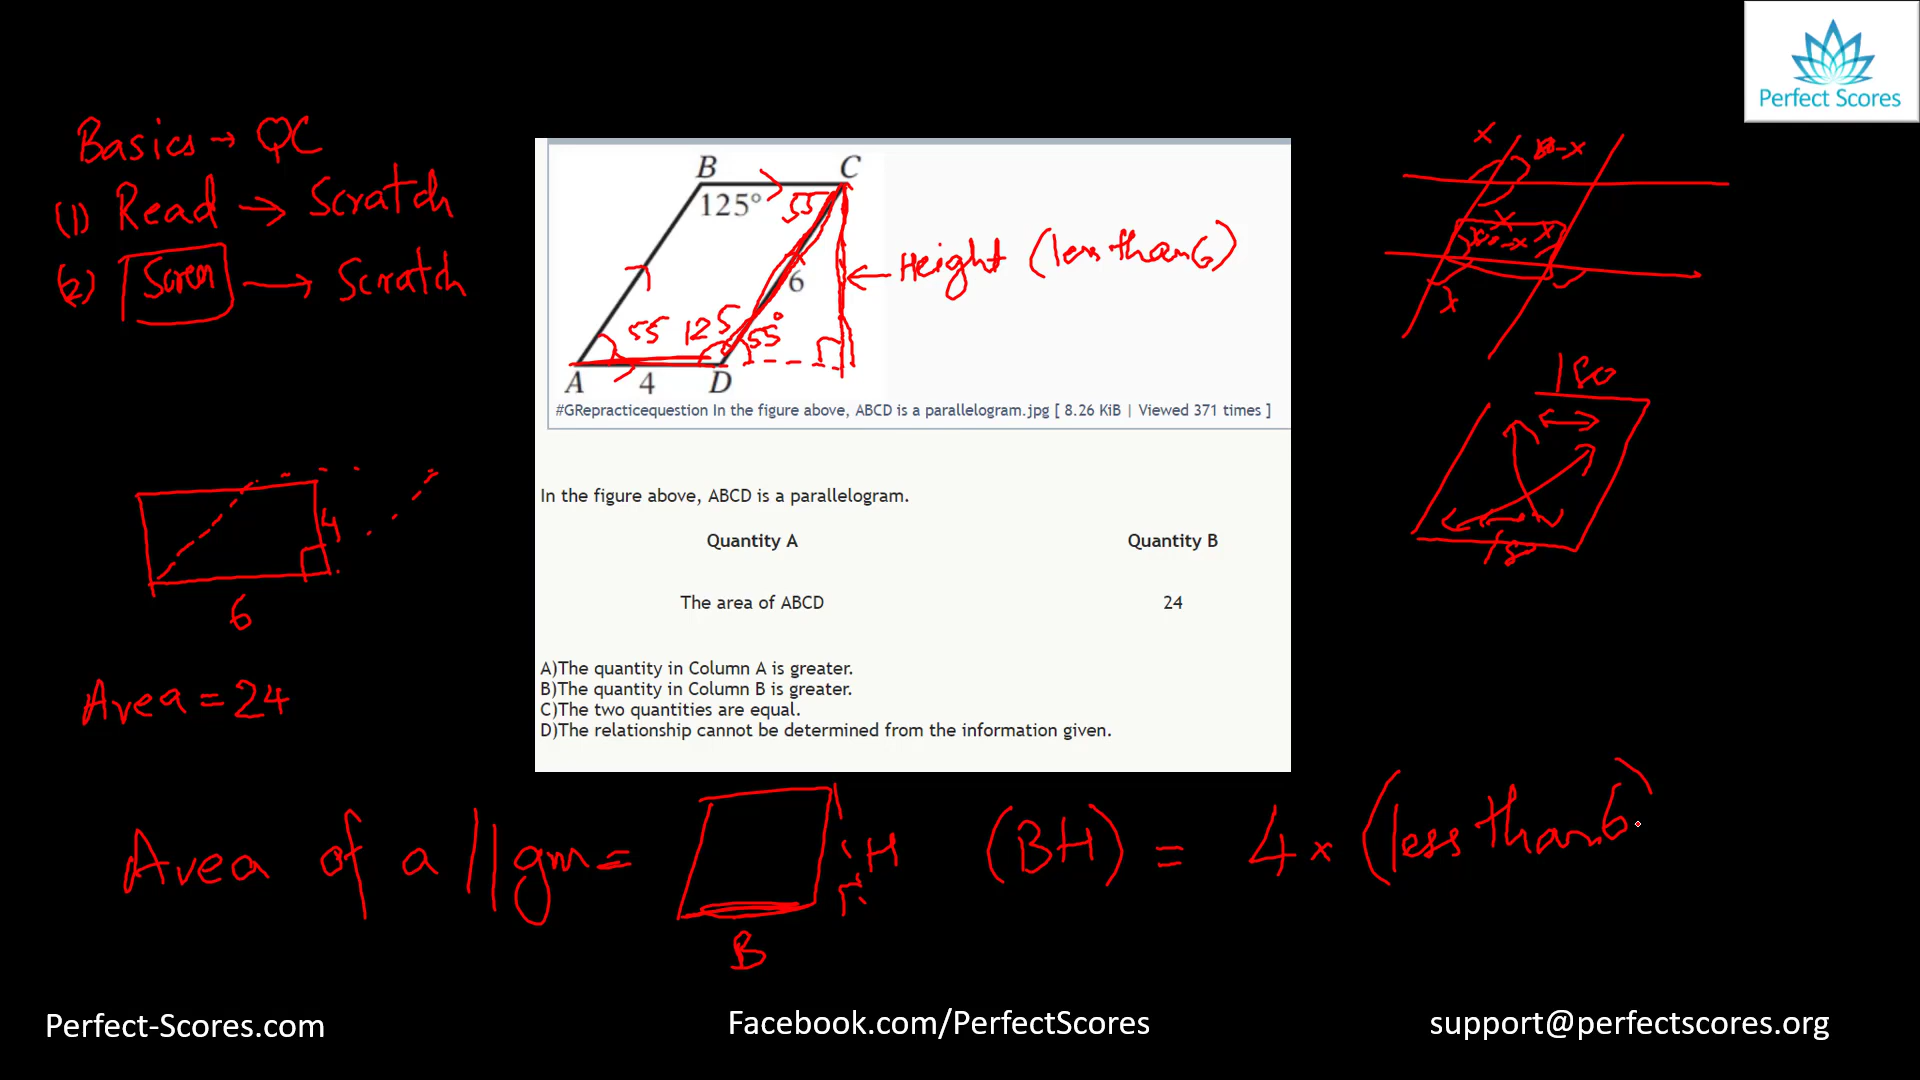 Perfect Scores
Basics → QC
(1) Read → Scratch
(2) Screen → Scratch
B C
125° 55
6
55 125 55°
A 4 D
← Height (less than 6)
#GREpracticequestion In the figure above, ABCD is a parallelogram.jpg [ 8.26 KiB | Viewed 371 times ]
In the figure above, ABCD is a parallelogram.
Quantity A Quantity B
The area of ABCD 24
A)The quantity in Column A is greater.
B)The quantity in Column B is greater.
C)The two quantities are equal.
D)The relationship cannot be determined from the information given.
4
6
Area = 24
x
x
x
x
180
Area of a ||gm =
H
B
(BH) = 4 × (less than 6)
Perfect-Scores.com
Facebook.com/PerfectScores
support@perfectscores.org